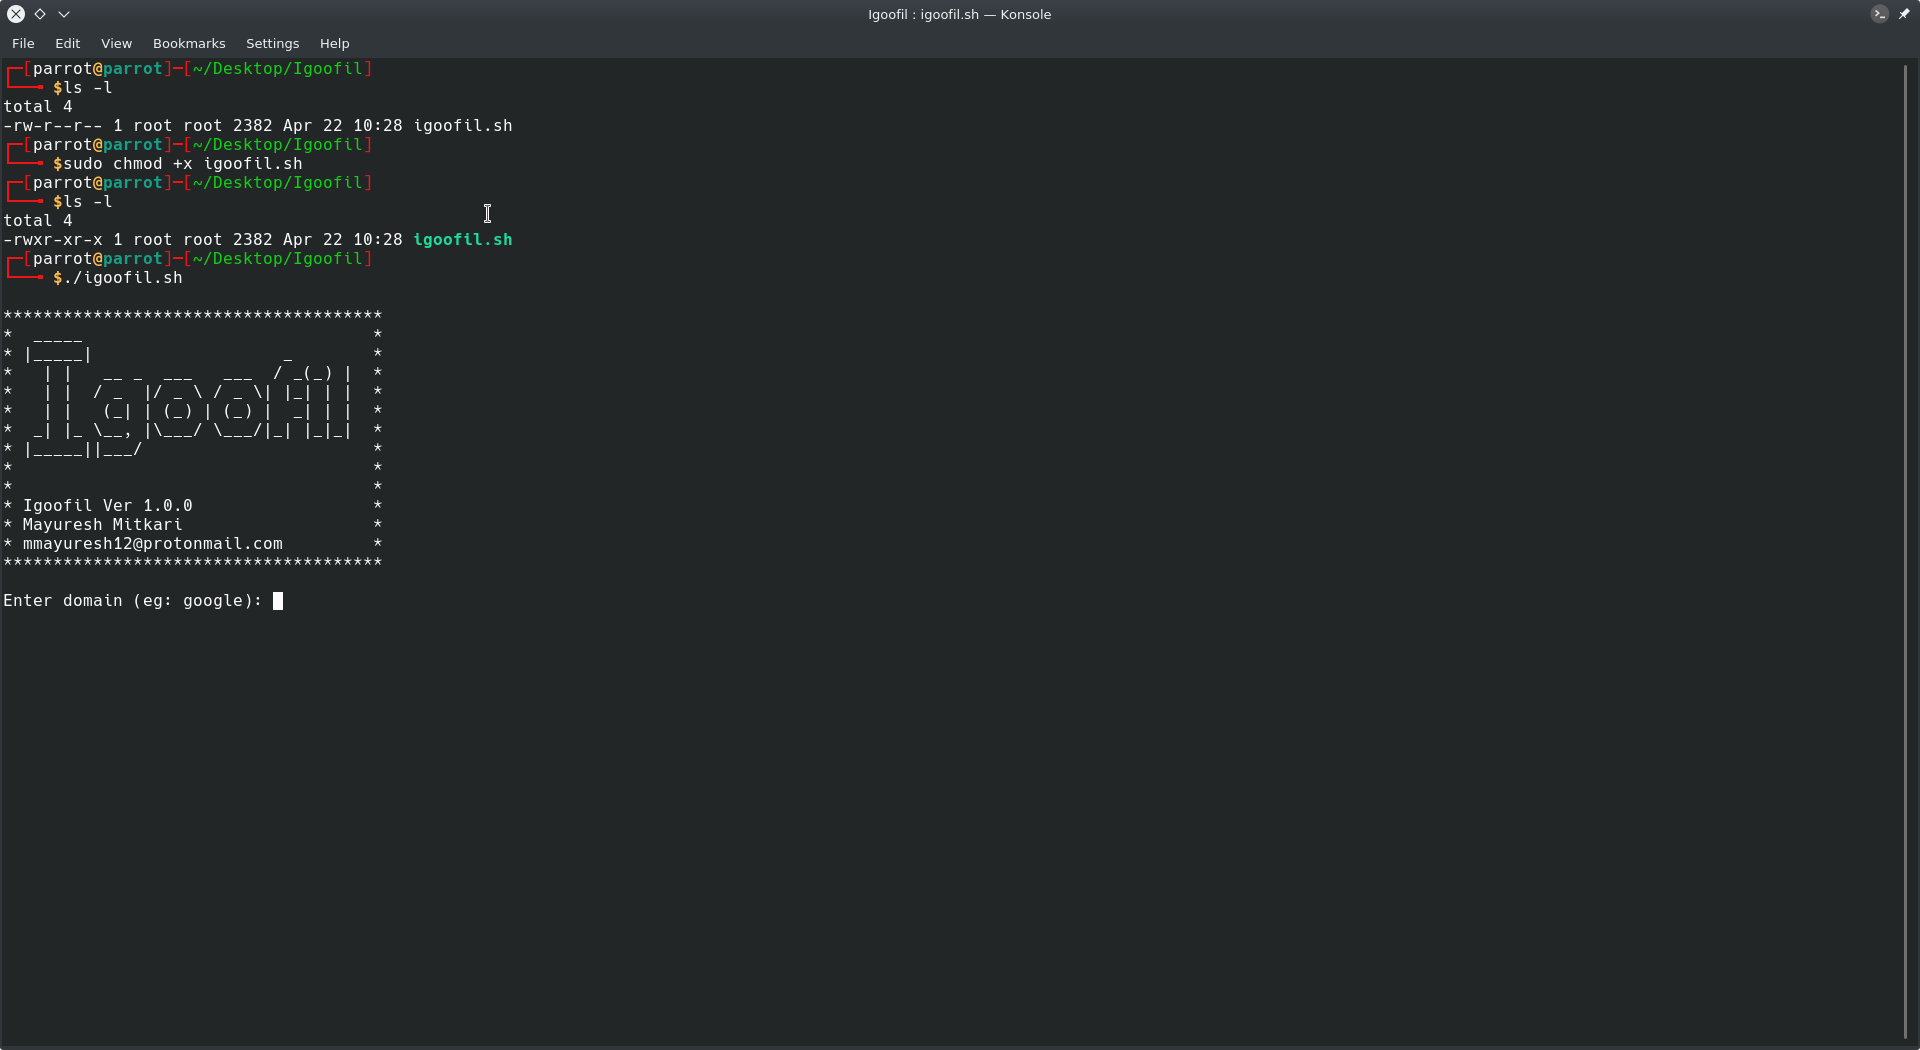 Igoofil : igoofil.sh — Konsole
File Edit View Bookmarks Settings Help
┌─[parrot@parrot]─[~/Desktop/Igoofil]
└──╼ $ls -l
total 4
-rw-r--r-- 1 root root 2382 Apr 22 10:28 igoofil.sh
┌─[parrot@parrot]─[~/Desktop/Igoofil]
└──╼ $sudo chmod +x igoofil.sh
┌─[parrot@parrot]─[~/Desktop/Igoofil]
└──╼ $ls -l
total 4
-rwxr-xr-x 1 root root 2382 Apr 22 10:28 igoofil.sh
┌─[parrot@parrot]─[~/Desktop/Igoofil]
└──╼ $./igoofil.sh
**************************************
*  _____                             *
* |_____|                   _        *
*   | |   __ _  ___   ___  / _(_) |  *
*   | |  / _  |/ _ \ / _ \| |_| | |  *
*   | |   (_| | (_) | (_) |  _| | |  *
*  _| |_ \__, |\___/ \___/|_| |_|_|  *
* |_____||___/                       *
*                                    *
*                                    *
* Igoofil Ver 1.0.0                  *
* Mayuresh Mitkari                   *
* mmayuresh12@protonmail.com         *
**************************************
Enter domain (eg: google):